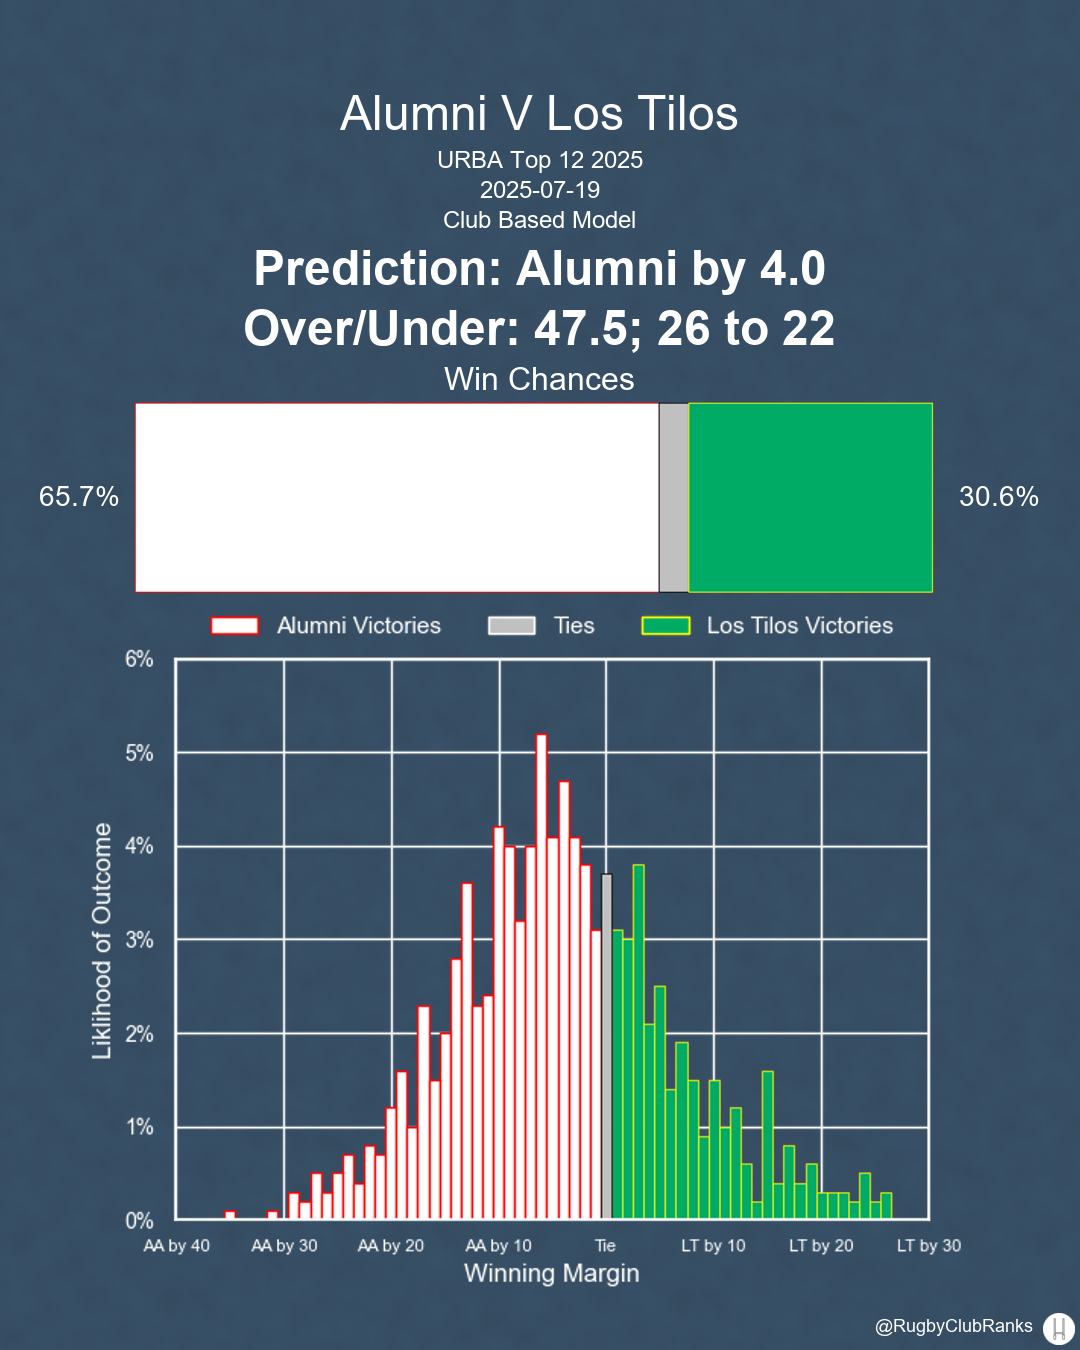 Alumni V Los Tilos
URBA Top 12 2025
2025-07-19
Club Based Model
Prediction: Alumni by 4.0
Over/Under: 47.5; 26 to 22
Win Chances
65.7%
30.6%
Alumni Victories
Ties
Los Tilos Victories
6%
5%
4%
3%
2%
1%
0%
Liklihood of Outcome
AA by 40
AA by 30
AA by 20
AA by 10
Tie
LT by 10
LT by 20
LT by 30
Winning Margin
@RugbyClubRanks